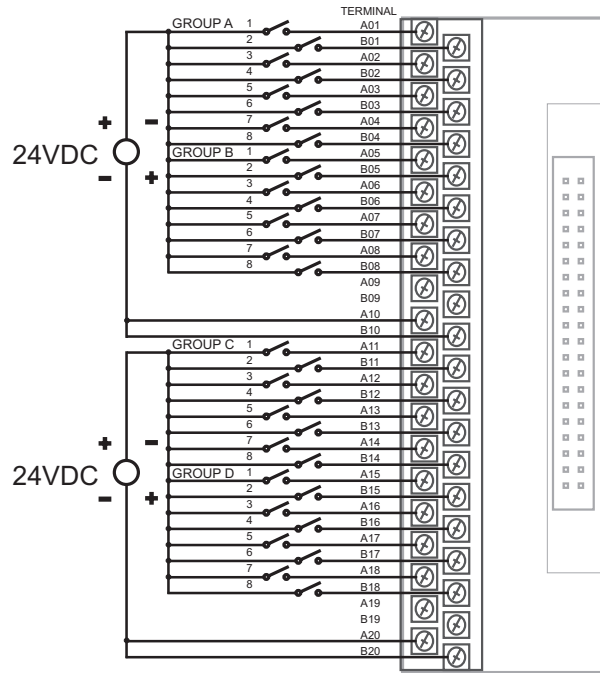 TERMINAL
GROUP A 1 A01
2 B01
3 A02
4 B02
5 A03
6 B03
7 A04
8 B04
GROUP B 1 A05
2 B05
3 A06
4 B06
5 A07
6 B07
7 A08
8 B08
A09
B09
A10
B10
+ −
24VDC
− +
GROUP C 1 A11
2 B11
3 A12
4 B12
5 A13
6 B13
7 A14
8 B14
GROUP D 1 A15
2 B15
3 A16
4 B16
5 A17
6 B17
7 A18
8 B18
A19
B19
A20
B20
+ −
24VDC
− +